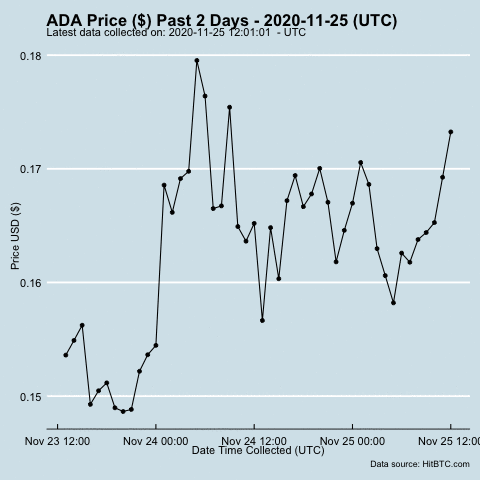 ADA Price ($) Past 2 Days - 2020-11-25 (UTC)
Latest data collected on: 2020-11-25 12:01:01 - UTC
0.18
0.17
0.16
0.15
Price USD ($)
Nov 23 12:00 Nov 24 00:00 Nov 24 12:00 Nov 25 00:00 Nov 25 12:00
Date Time Collected (UTC)
Data source: HitBTC.com